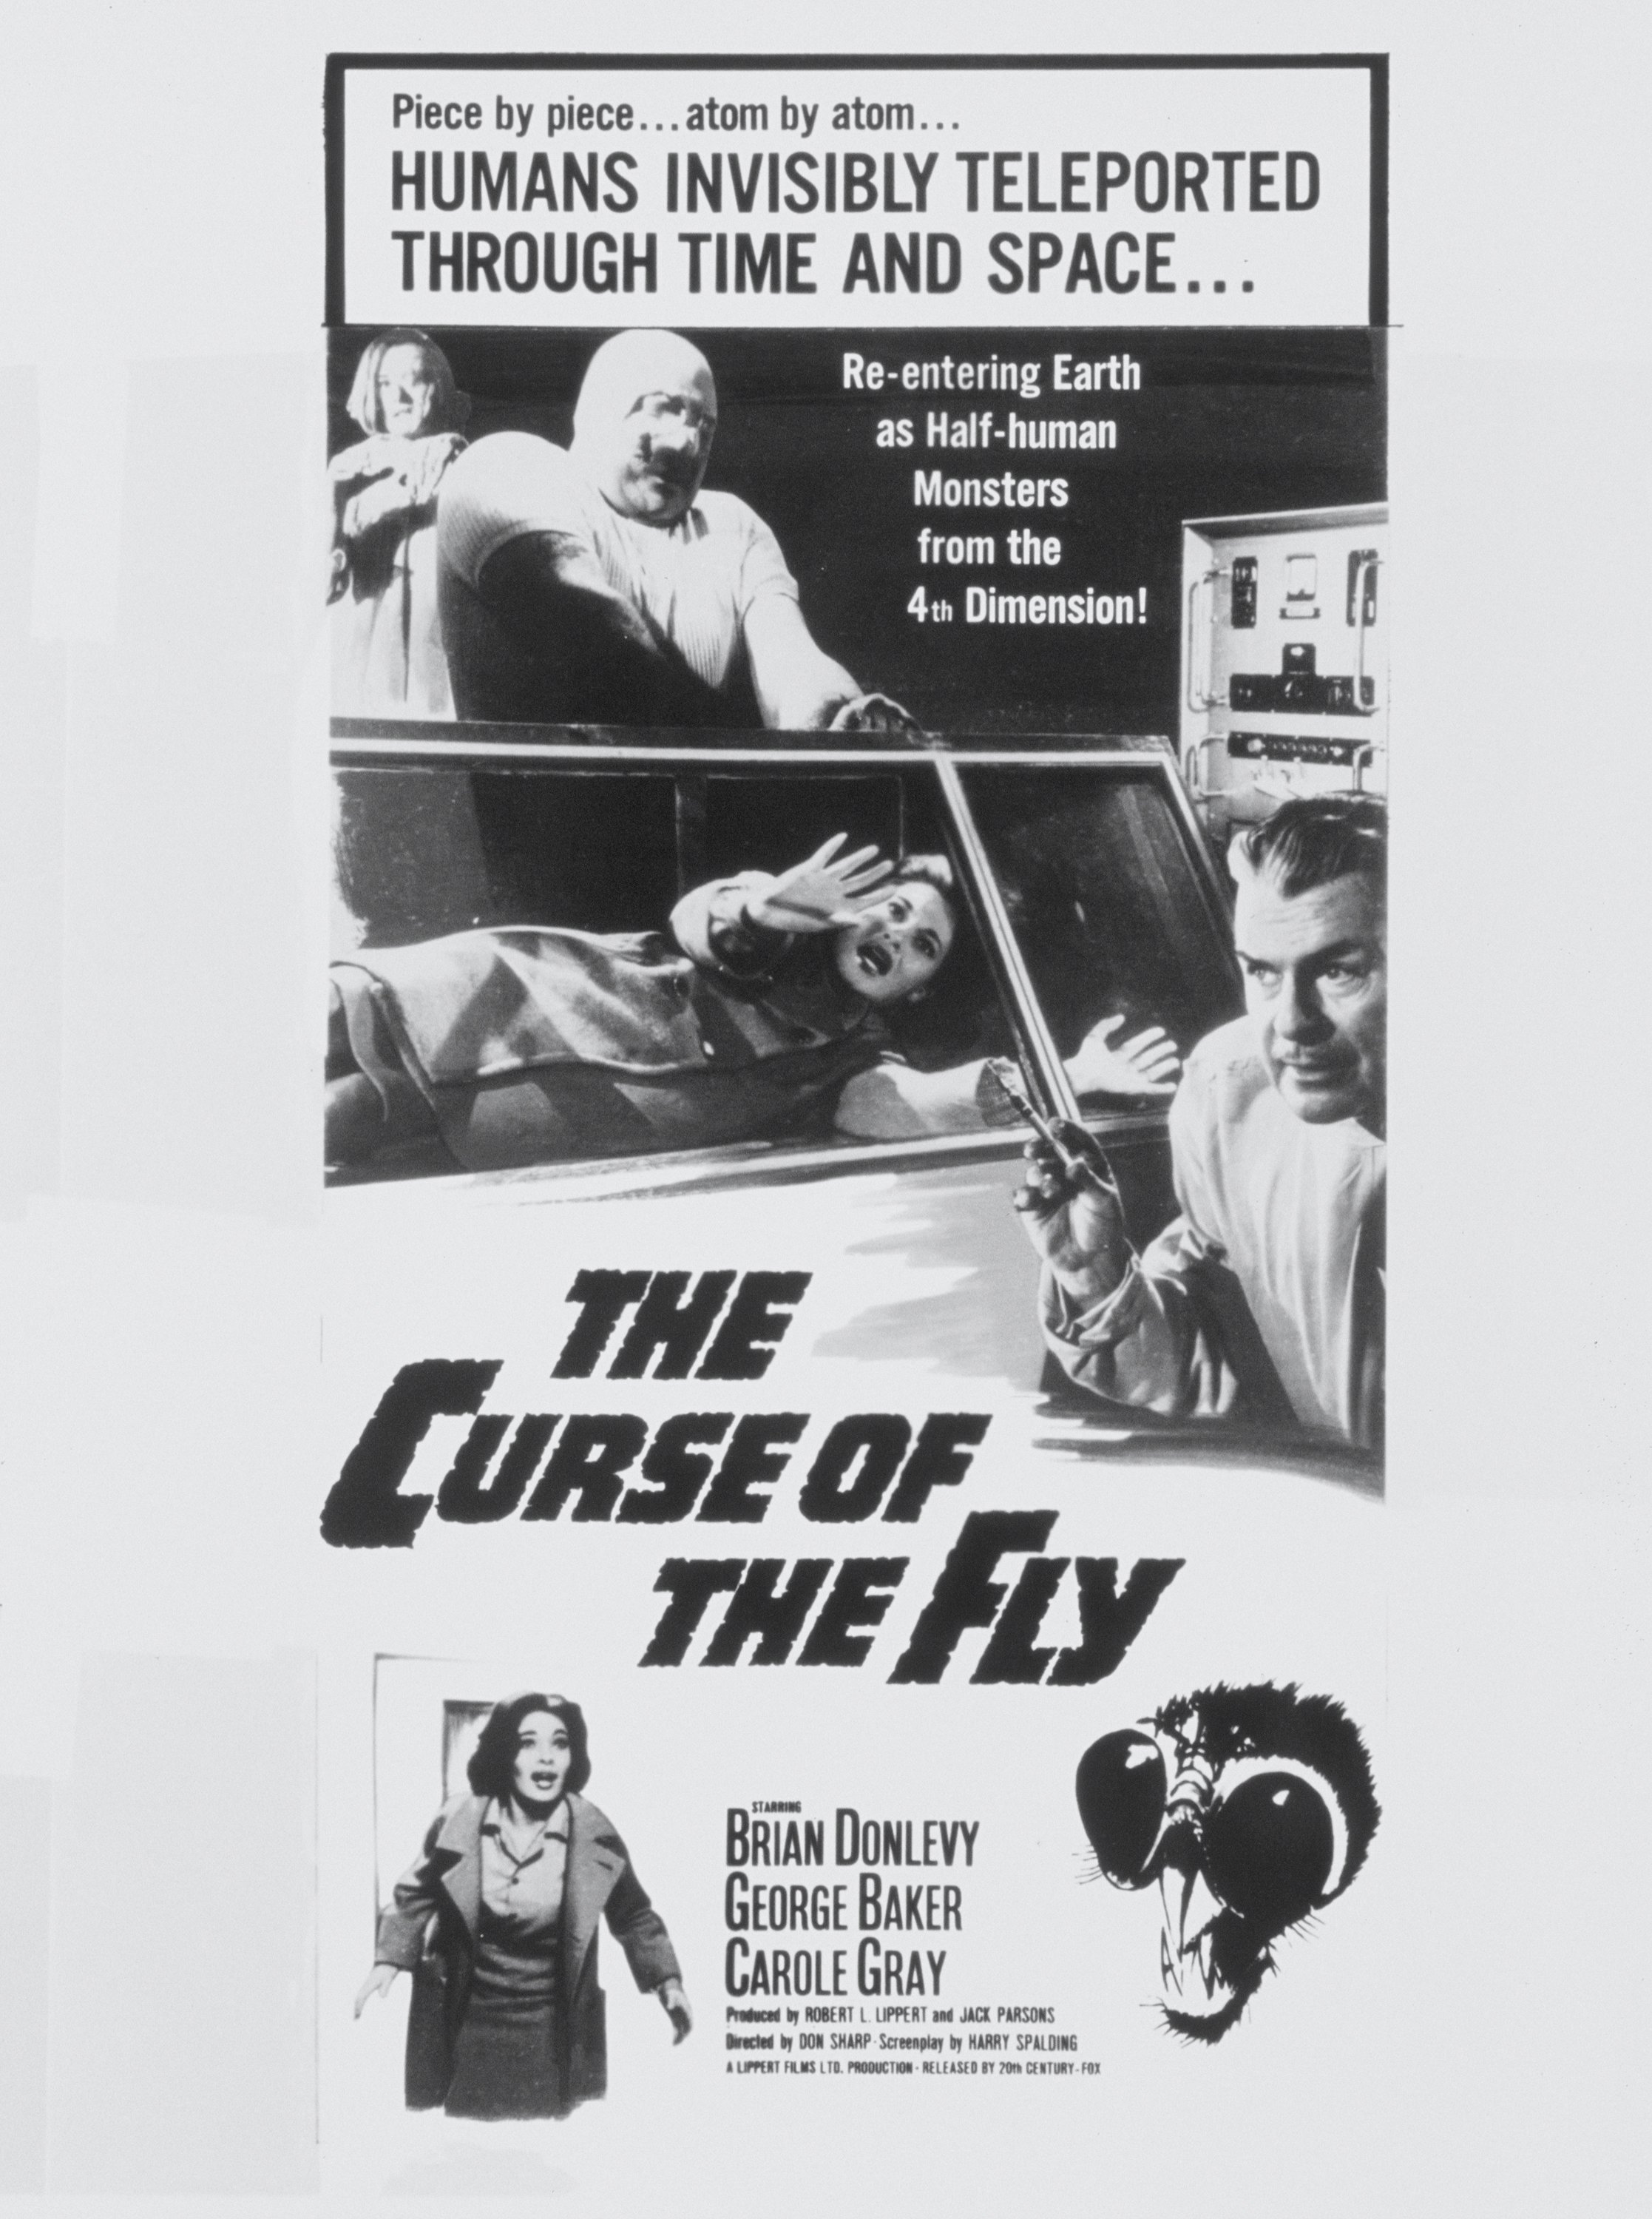 Piece by piece...atom by atom...
HUMANS INVISIBLY TELEPORTED
THROUGH TIME AND SPACE...
Re-entering Earth
as Half-human
Monsters
from the
4th Dimension!
THE
CURSE OF
THE FLY
STARRING
BRIAN DONLEVY
GEORGE BAKER
CAROLE GRAY
Produced by ROBERT L. LIPPERT and JACK PARSONS
Directed by DON SHARP · Screenplay by HARRY SPALDING
A LIPPERT FILMS LTD. PRODUCTION · RELEASED BY 20th CENTURY-FOX